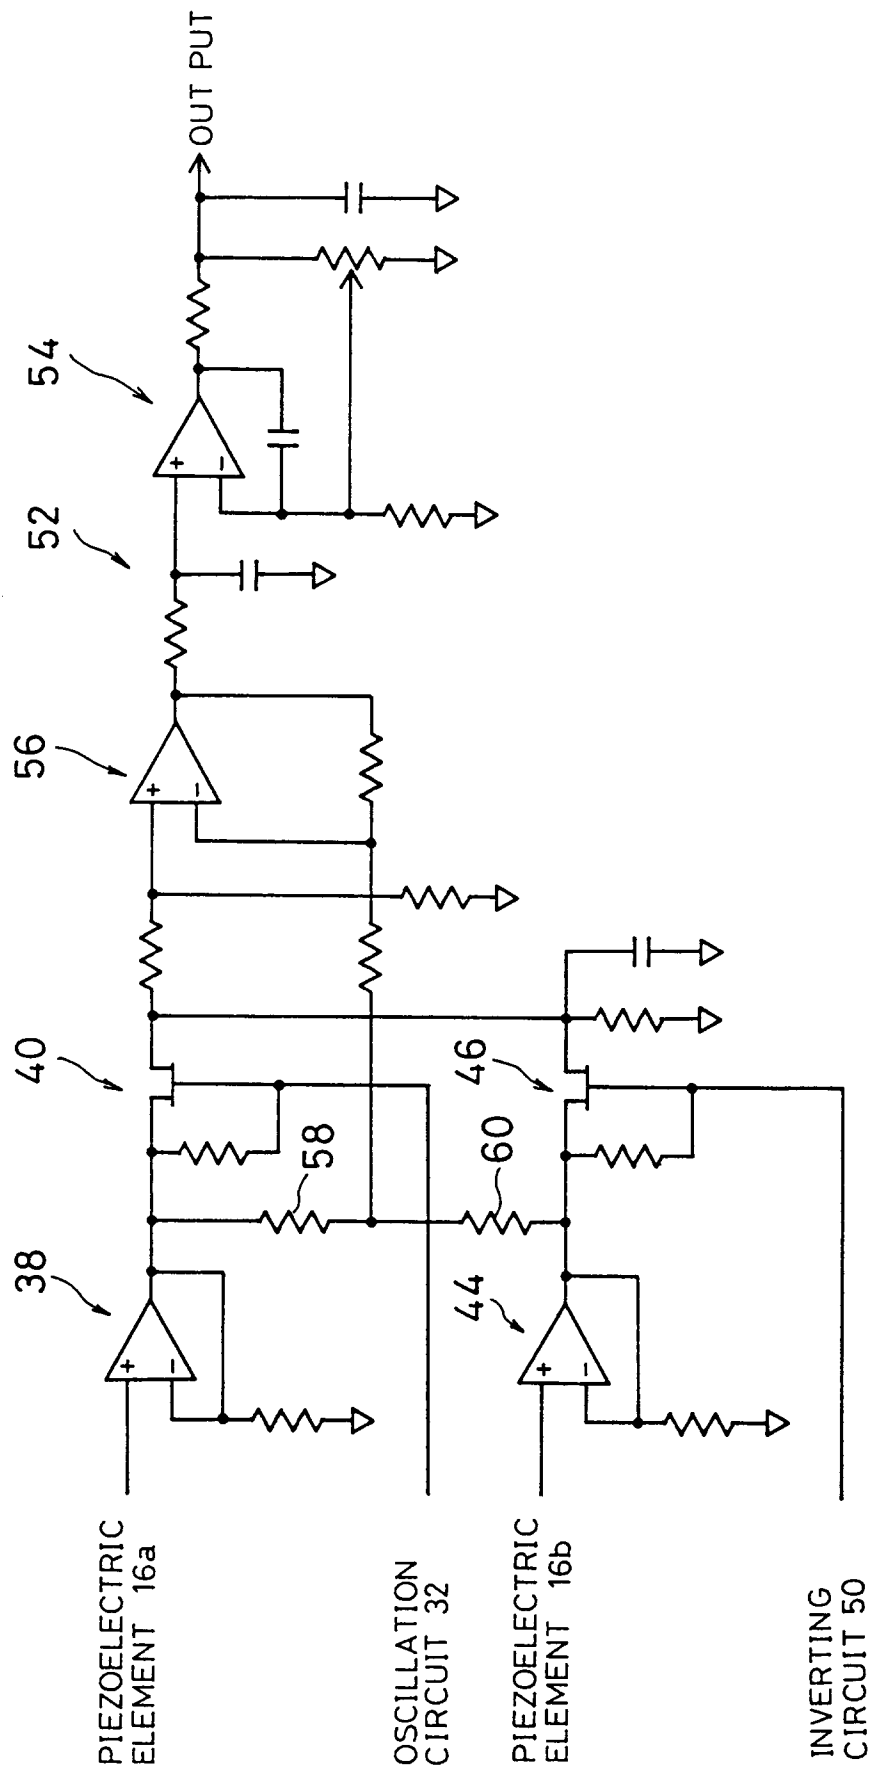 PIEZOELECTRIC
ELEMENT 16a
OSCILLATION
CIRCUIT 32
PIEZOELECTRIC
ELEMENT 16b
INVERTING
CIRCUIT 50
38
40
56
52
54
58
60
44
46
+
−
+
−
+
−
+
−
OUT PUT